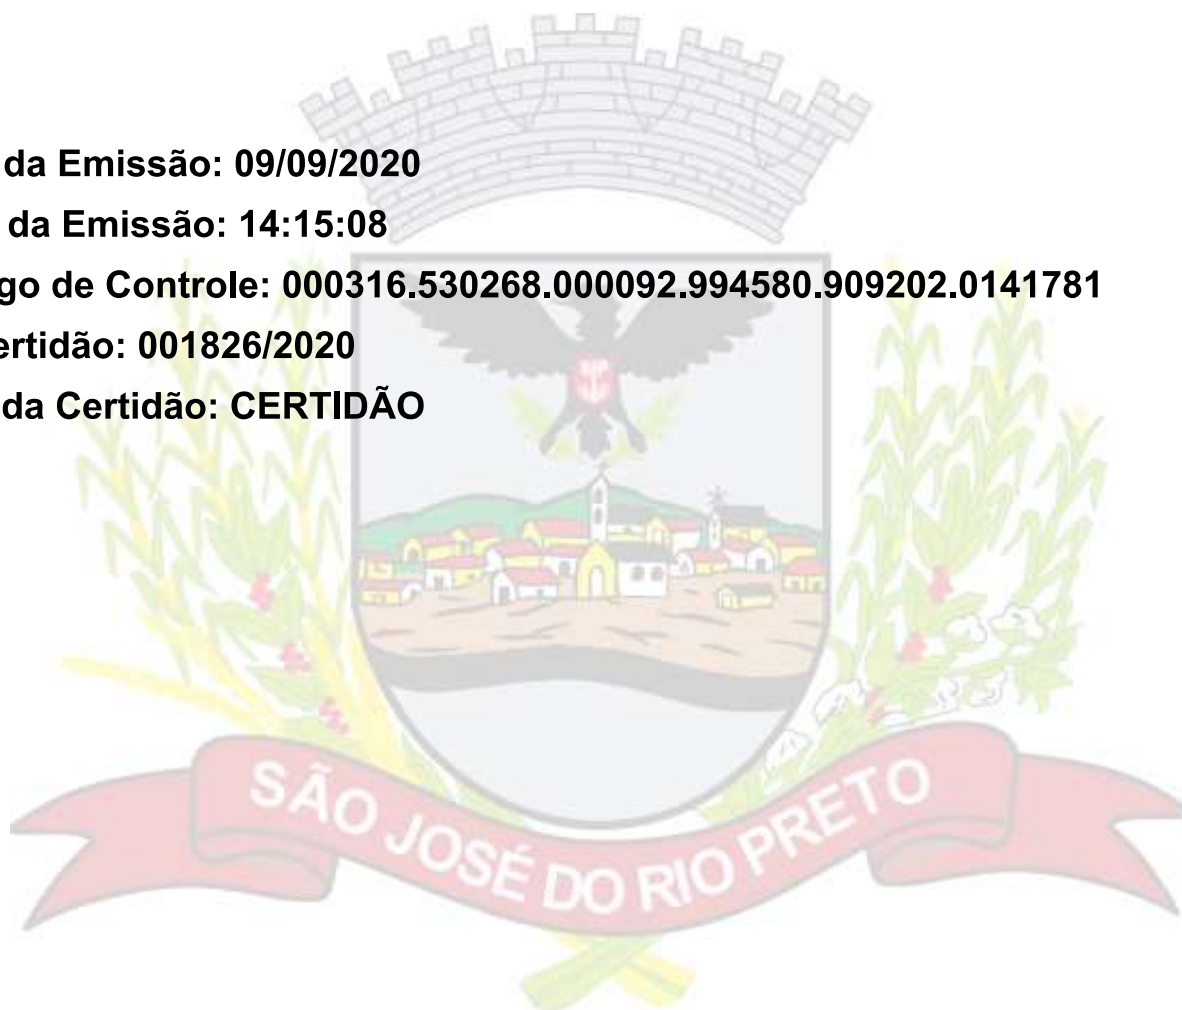 da Emissão: 09/09/2020
da Emissão: 14:15:08
go de Controle: 000316.530268.000092.994580.909202.0141781
ertidão: 001826/2020
da Certidão: CERTIDÃO
SÃO JOSÉ DO RIO PRETO